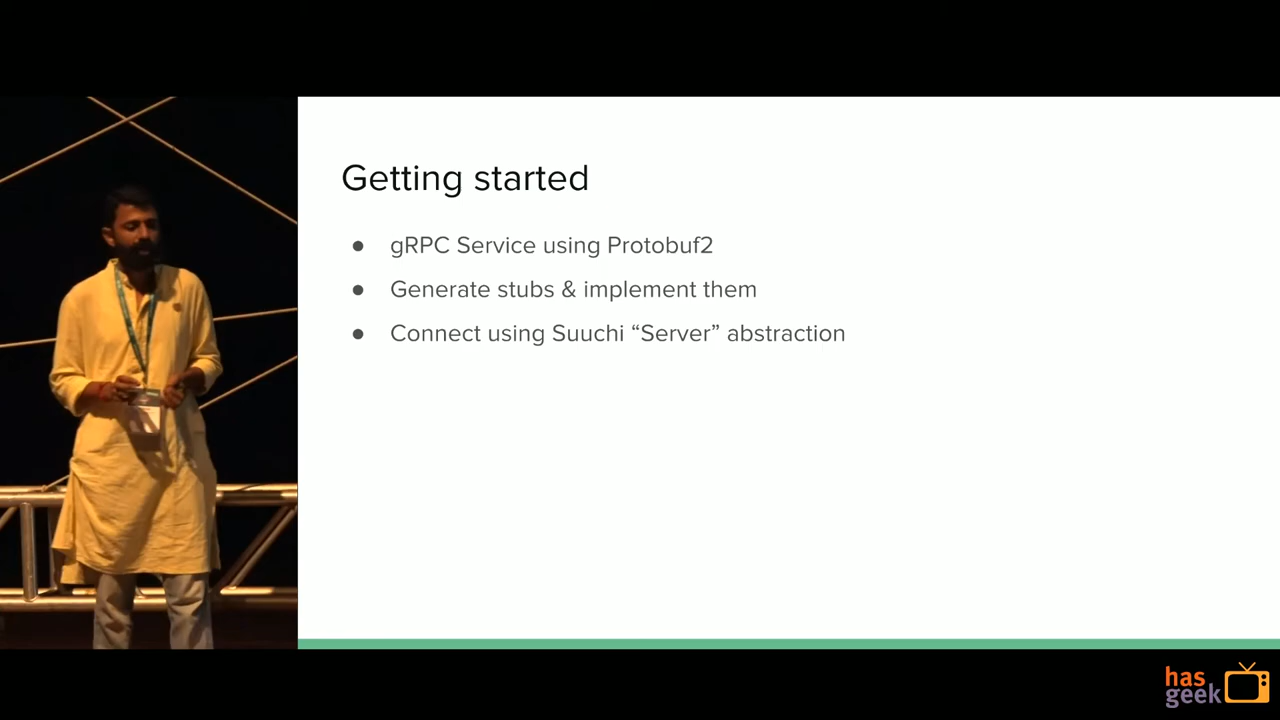 Getting started
● gRPC Service using Protobuf2
● Generate stubs & implement them
● Connect using Suuchi “Server” abstraction
has
geek